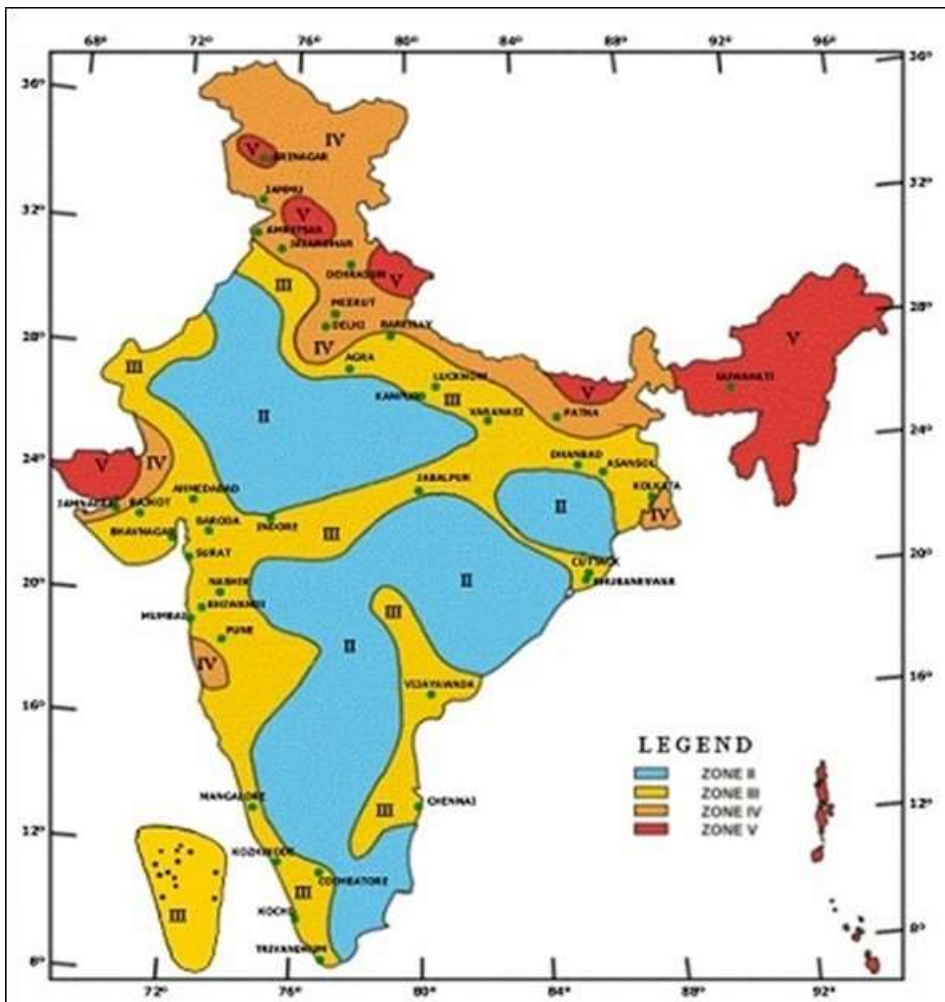 68° 72° 76° 80° 84° 88° 92° 96°
36° 36°
IV
V SRINAGAR
JAMMU
32° 32°
V
AMRITSAR
JALANDHAR
DEHRADUN V
III
MEERUT
28° DELHI 28°
IV
V
AGRA
III
LUCKNOW
V
GUWAHATI
KANPUR III
VARANASI PATNA
II
24° 24°
V IV
DHANBAD
ASANSOL
JABALPUR
AHMEDABAD
KOLKATA
JAMNAGAR RAJKOT
II IV
BARODA INDORE
BHAVNAGAR III
SURAT
CUTTACK
BHUBANESWAR
20° 20°
NASHIK
II
BHIWANDI
III
MUMBAI
PUNE
II
IV
VIJAYAWADA
16° 16°
LEGEND
ZONE II
MANGALORE CHENNAI
ZONE III
III
ZONE IV
12° 12°
ZONE V
KOZHIKODE
COIMBATORE
III
III
KOCHI
8° TRIVANDRUM 8°
72° 76° 80° 84° 88° 92°